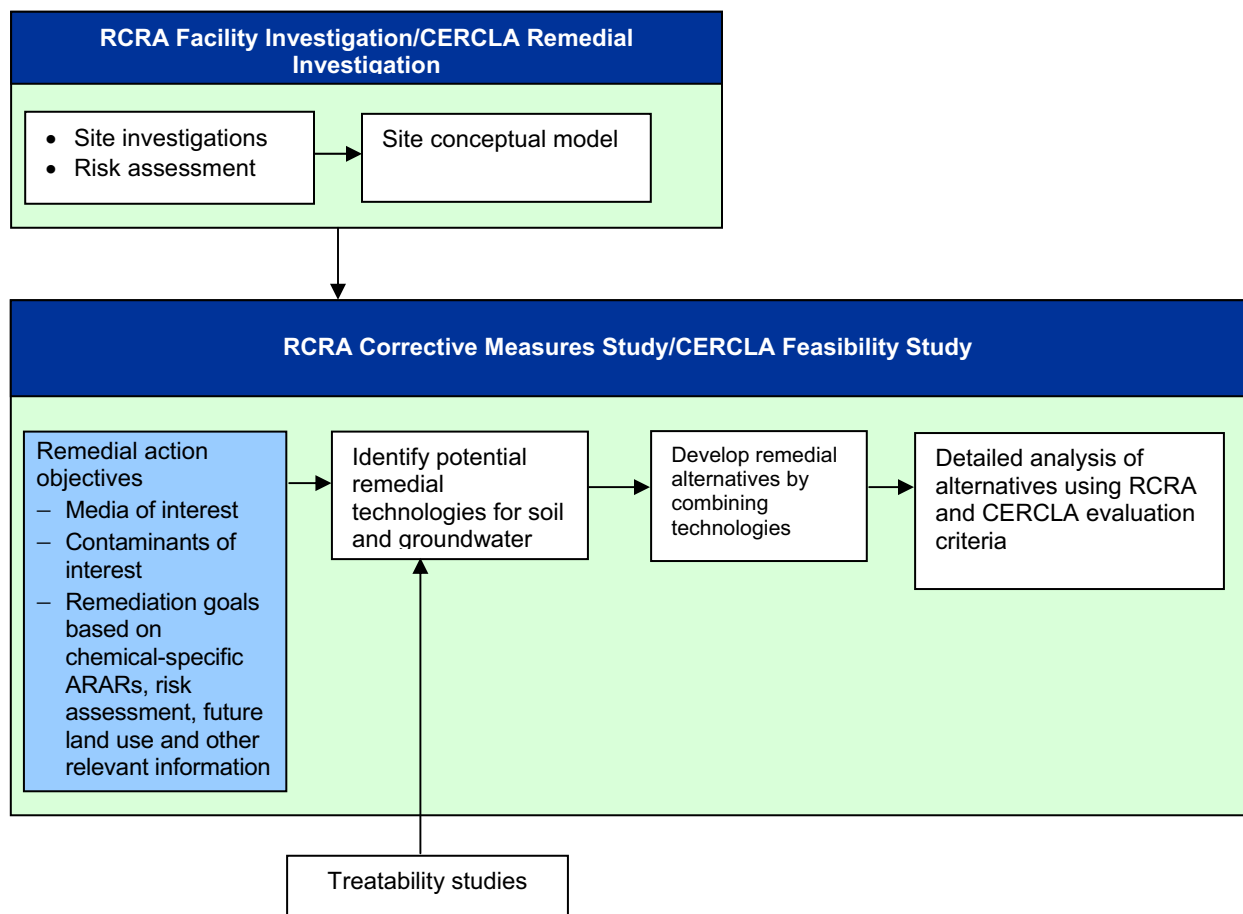 RCRA Facility Investigation/CERCLA Remedial
Investigation
• Site investigations
• Risk assessment
Site conceptual model
RCRA Corrective Measures Study/CERCLA Feasibility Study
Remedial action
objectives
– Media of interest
– Contaminants of
interest
– Remediation goals
based on
chemical-specific
ARARs, risk
assessment, future
land use and other
relevant information
Identify potential
remedial
technologies for soil
and groundwater
Develop remedial
alternatives by
combining
technologies
Detailed analysis of
alternatives using RCRA
and CERCLA evaluation
criteria
Treatability studies